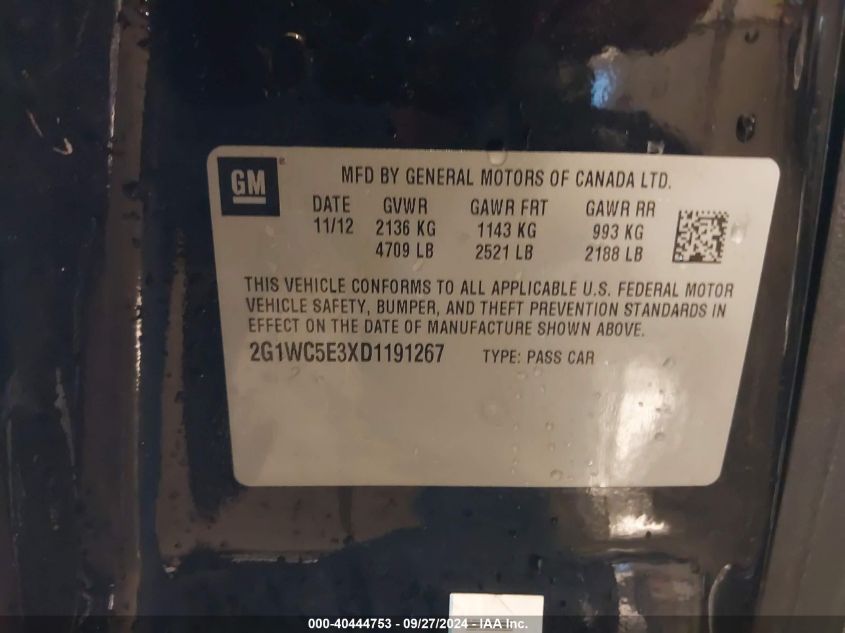 GM ®
MFD BY GENERAL MOTORS OF CANADA LTD.
DATE GVWR GAWR FRT GAWR RR
11/12 2136 KG 1143 KG 993 KG
4709 LB 2521 LB 2188 LB
THIS VEHICLE CONFORMS TO ALL APPLICABLE U.S. FEDERAL MOTOR
VEHICLE SAFETY, BUMPER, AND THEFT PREVENTION STANDARDS IN
EFFECT ON THE DATE OF MANUFACTURE SHOWN ABOVE.
2G1WC5E3XD1191267 TYPE: PASS CAR
000-40444753 - 09/27/2024 - IAA Inc.